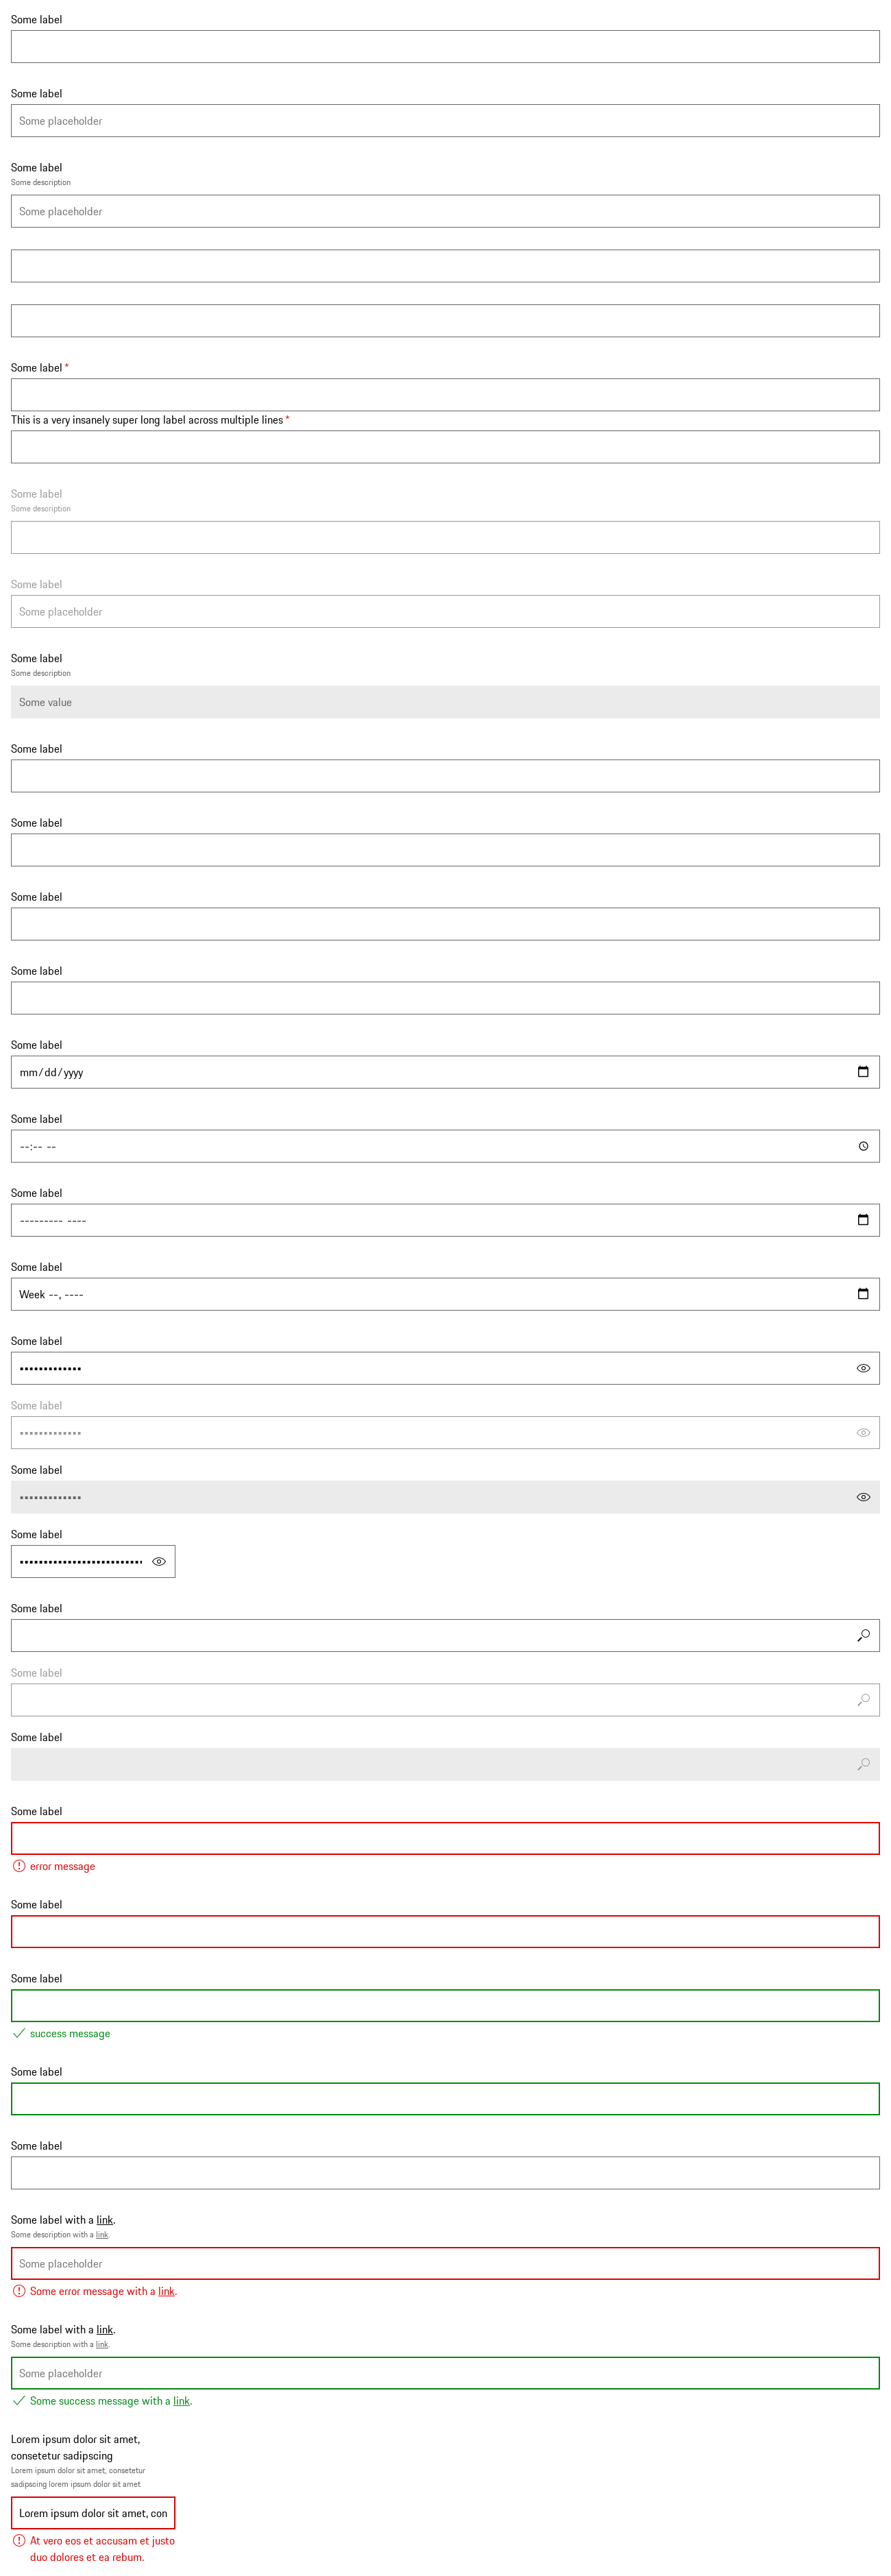 Some label
Some label
Some placeholder
Some label
Some description
Some placeholder
Some label *
This is a very insanely super long label across multiple lines *
Some label
Some description
Some label
Some placeholder
Some label
Some description
Some value
Some label
Some label
Some label
Some label
Some label
mm/dd/yyyy
Some label
--:-- --
Some label
--------- ----
Some label
Week --, ----
Some label
•••••••••••••
Some label
•••••••••••••
Some label
•••••••••••••
Some label
••••••••••••••••••••••••••
Some label
Some label
Some label
Some label
error message
Some label
Some label
success message
Some label
Some label
Some label with a link.
Some description with a link.
Some placeholder
Some error message with a link.
Some label with a link.
Some description with a link.
Some placeholder
Some success message with a link.
Lorem ipsum dolor sit amet,
consetetur sadipscing
Lorem ipsum dolor sit amet, consetetur
sadipscing lorem ipsum dolor sit amet
Lorem ipsum dolor sit amet, con
At vero eos et accusam et justo
duo dolores et ea rebum.